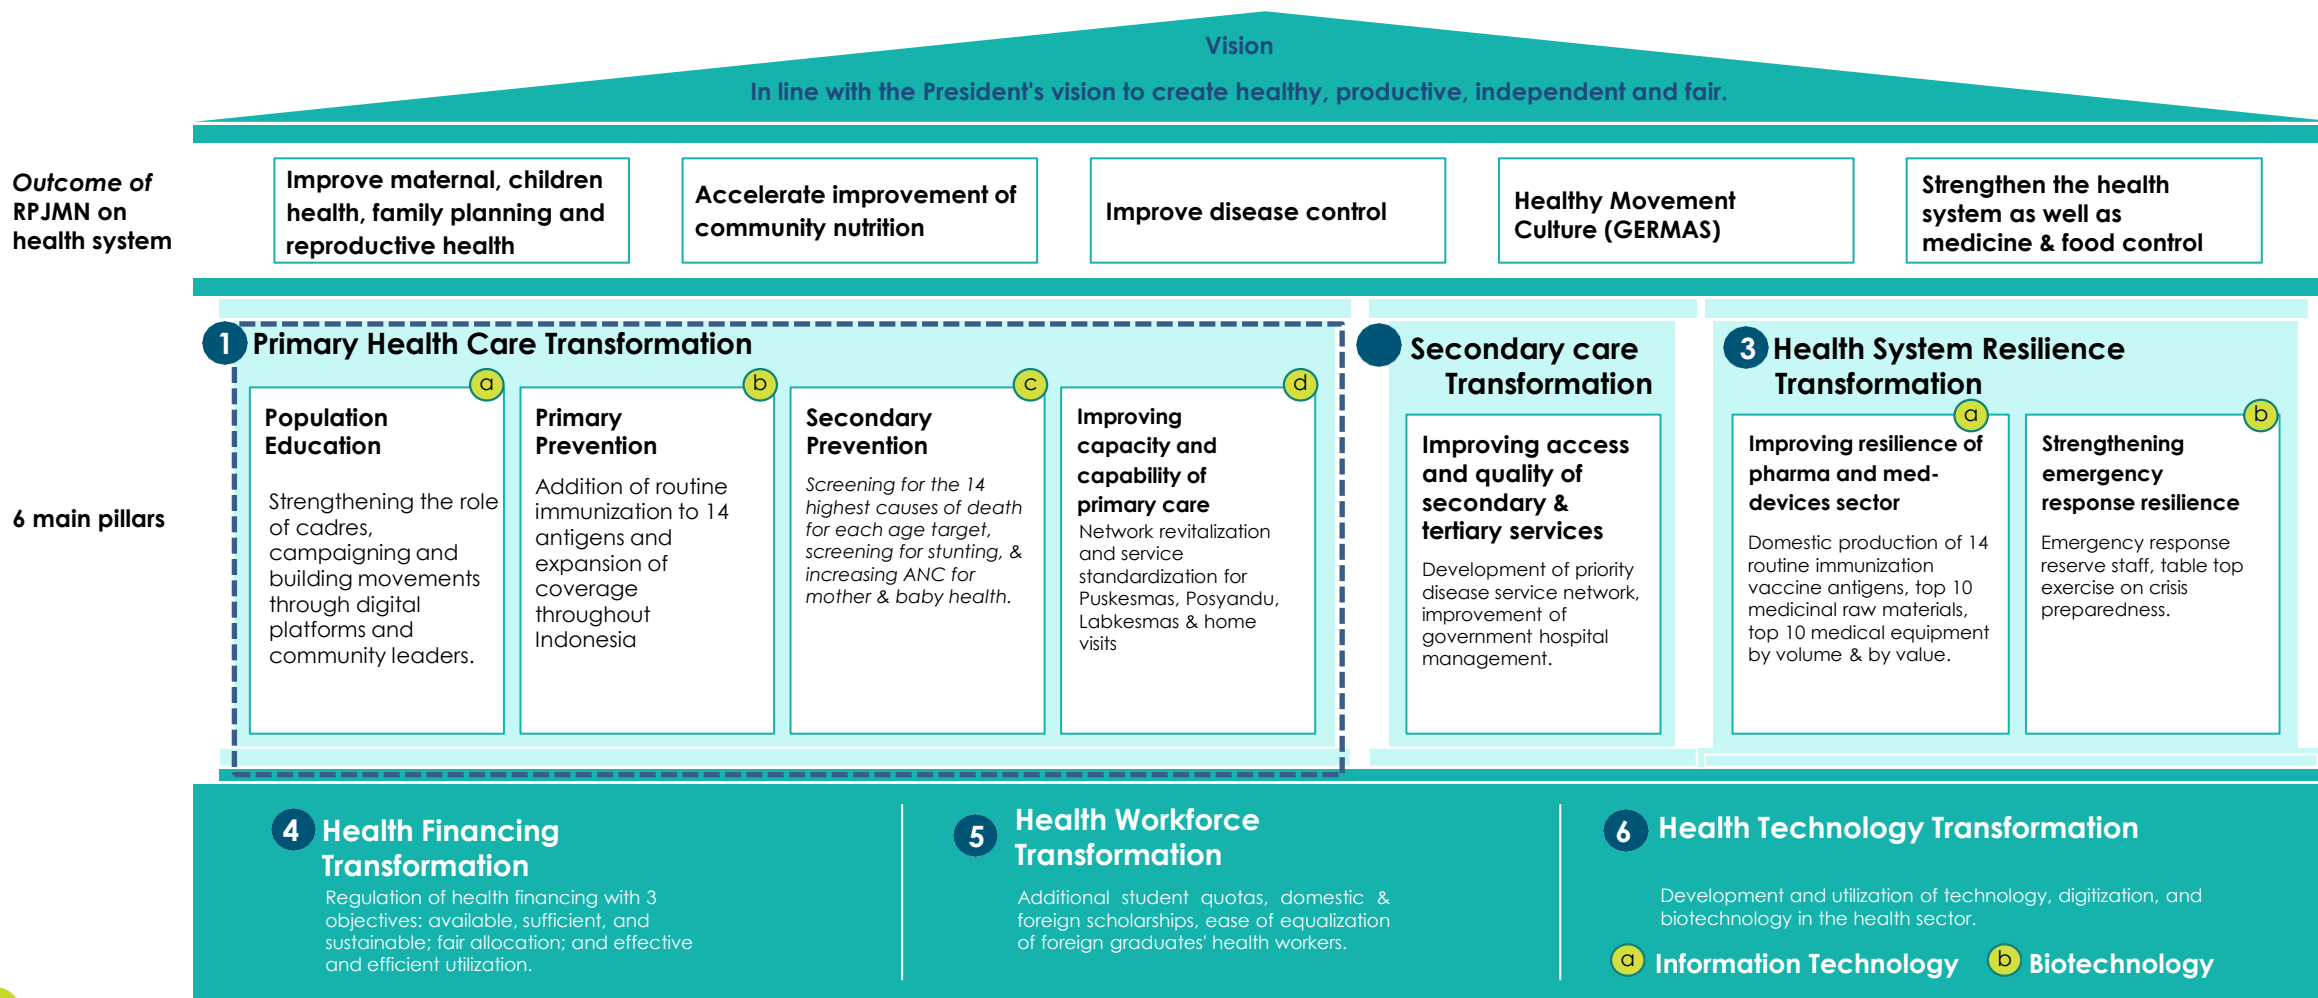 Vision
In line with the President's vision to create healthy, productive, independent and fair.
Outcome of
RPJMN on
health system
Improve maternal, children
health, family planning and
reproductive health
Accelerate improvement of
community nutrition
Improve disease control
Healthy Movement
Culture (GERMAS)
Strengthen the health
system as well as
medicine & food control
6 main pillars
1
Primary Health Care Transformation
a
Population
Education
Strengthening the role
of cadres,
campaigning and
building movements
through digital
platforms and
community leaders.
b
Primary
Prevention
Addition of routine
immunization to 14
antigens and
expansion of
coverage
throughout
Indonesia
c
Secondary
Prevention
Screening for the 14
highest causes of death
for each age target,
screening for stunting, &
increasing ANC for
mother & baby health.
d
Improving
capacity and
capability of
primary care
Network revitalization
and service
standardization for
Puskesmas, Posyandu,
Labkesmas & home
visits
Secondary care
Transformation
Improving access
and quality of
secondary &
tertiary services
Development of priority
disease service network,
improvement of
government hospital
management.
3
Health System Resilience
Transformation
a
Improving resilience of
pharma and med-
devices sector
Domestic production of 14
routine immunization
vaccine antigens, top 10
medicinal raw materials,
top 10 medical equipment
by volume & by value.
b
Strengthening
emergency
response resilience
Emergency response
reserve staff, table top
exercise on crisis
preparedness.
4
Health Financing
Transformation
Regulation of health financing with 3
objectives: available, sufficient, and
sustainable; fair allocation; and effective
and efficient utilization.
5
Health Workforce
Transformation
Additional student quotas, domestic &
foreign scholarships, ease of equalization
of foreign graduates' health workers.
6
Health Technology Transformation
Development and utilization of technology, digitization, and
biotechnology in the health sector.
a
Information Technology
b
Biotechnology